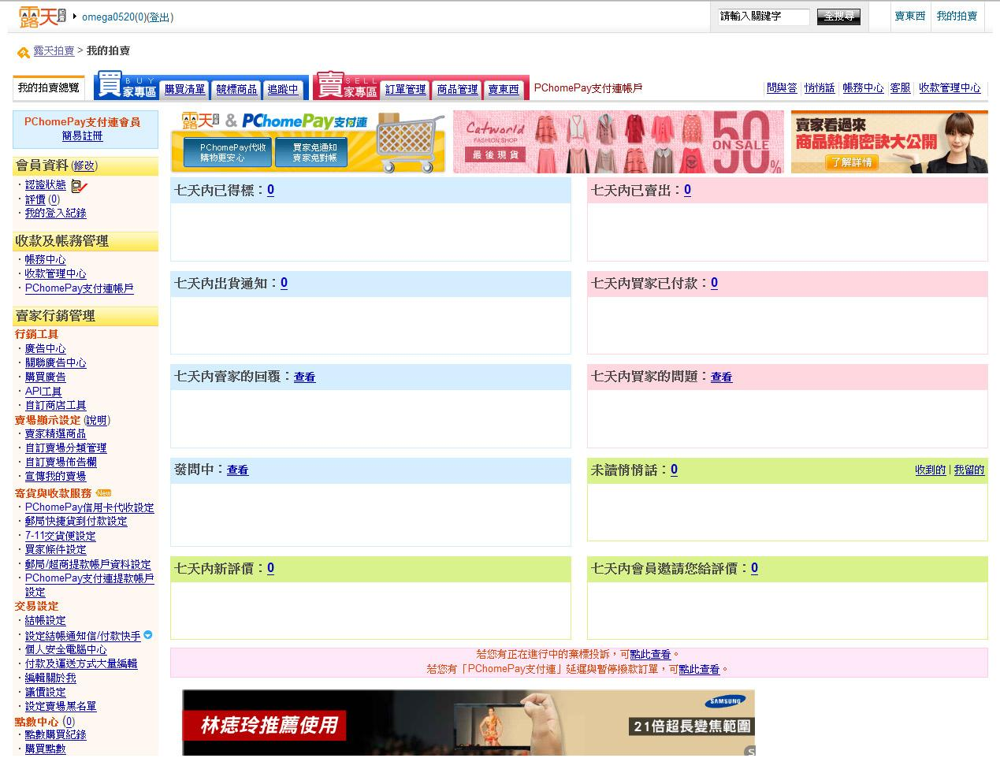 露天拍賣 omega0520(0)(登出) 請輸入關鍵字 全搜尋 賣東西 我的拍賣
露天拍賣 > 我的拍賣
我的拍賣總覽 買 BUY 家專區 購買清單 競標商品 追蹤中 賣 SELL 家專區 訂單管理 商品管理 賣東西 PChomePay支付連帳戶 問與答 悄悄話 帳務中心 客服 收款管理中心
PChomePay支付連會員
簡易註冊
會員資料 (修改)
‧認證狀態
‧評價 (0)
‧我的登入紀錄
收款及帳務管理
‧帳務中心
‧收款管理中心
‧PChomePay支付連帳戶
賣家行銷管理
行銷工具
‧廣告中心
‧關聯廣告中心
‧購買廣告
‧API工具
‧自訂商店工具
賣場顯示設定 (說明)
‧賣家精選商品
‧自訂賣場分類管理
‧自訂賣場佈告欄
‧宣傳我的賣場
寄貨與收款服務 New
‧PChomePay信用卡代收設定
‧郵局快捷貨到付款設定
‧7-11交貨便設定
‧買家條件設定
‧郵局/超商提款帳戶資料設定
‧PChomePay支付連提款帳戶
設定
交易設定
‧結帳設定
‧設定結帳通知信/付款快手
‧個人安全電腦中心
‧付款及運送方式大量編輯
‧編輯關於我
‧議價設定
‧設定賣場黑名單
點數中心 (0)
‧點數購買紀錄
‧購買點數
露天拍賣 & PChomePay支付連
PChomePay代收
購物更安心
買家免通知
賣家免對帳
Catworld
FASHION SHOP
最後現貨
50%
ON SALE
賣家看過來
商品熱銷密訣大公開
了解詳情
七天內已得標：0
七天內已賣出：0
七天內出貨通知：0
七天內買家已付款：0
七天內賣家的回覆：查看
七天內買家的問題：查看
發問中：查看
未讀悄悄話：0 收到的 | 我留的
七天內新評價：0
七天內會員邀請您給評價：0
若您有正在進行中的棄標投訴，可點此查看。
若您有「PChomePay支付連」延遲與暫停撥款訂單，可點此查看。
林痣玲推薦使用
SAMSUNG
21倍超長變焦範圍
S